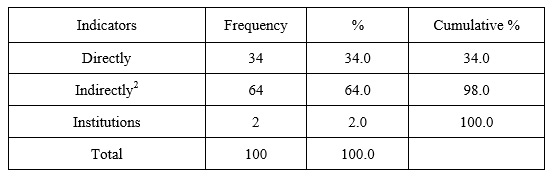 Indicators Frequency % Cumulative %
Directly 34 34.0 34.0
Indirectly² 64 64.0 98.0
Institutions 2 2.0 100.0
Total 100 100.0